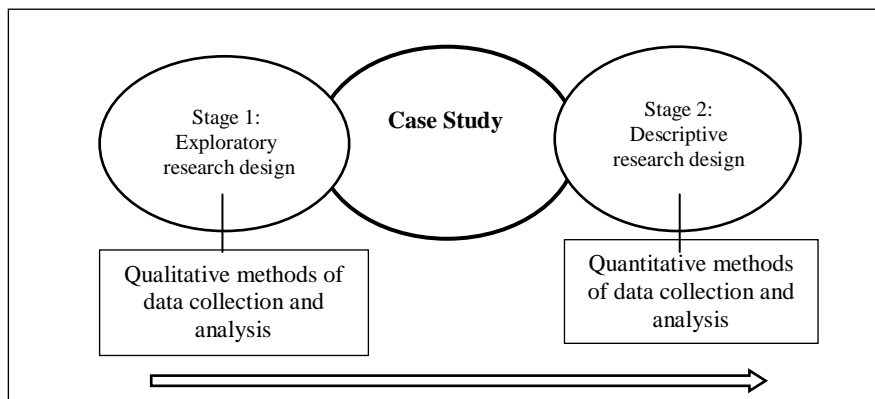 Stage 1:
Exploratory
research design
Case Study
Stage 2:
Descriptive
research design
Qualitative methods of
data collection and
analysis
Quantitative methods
of data collection and
analysis